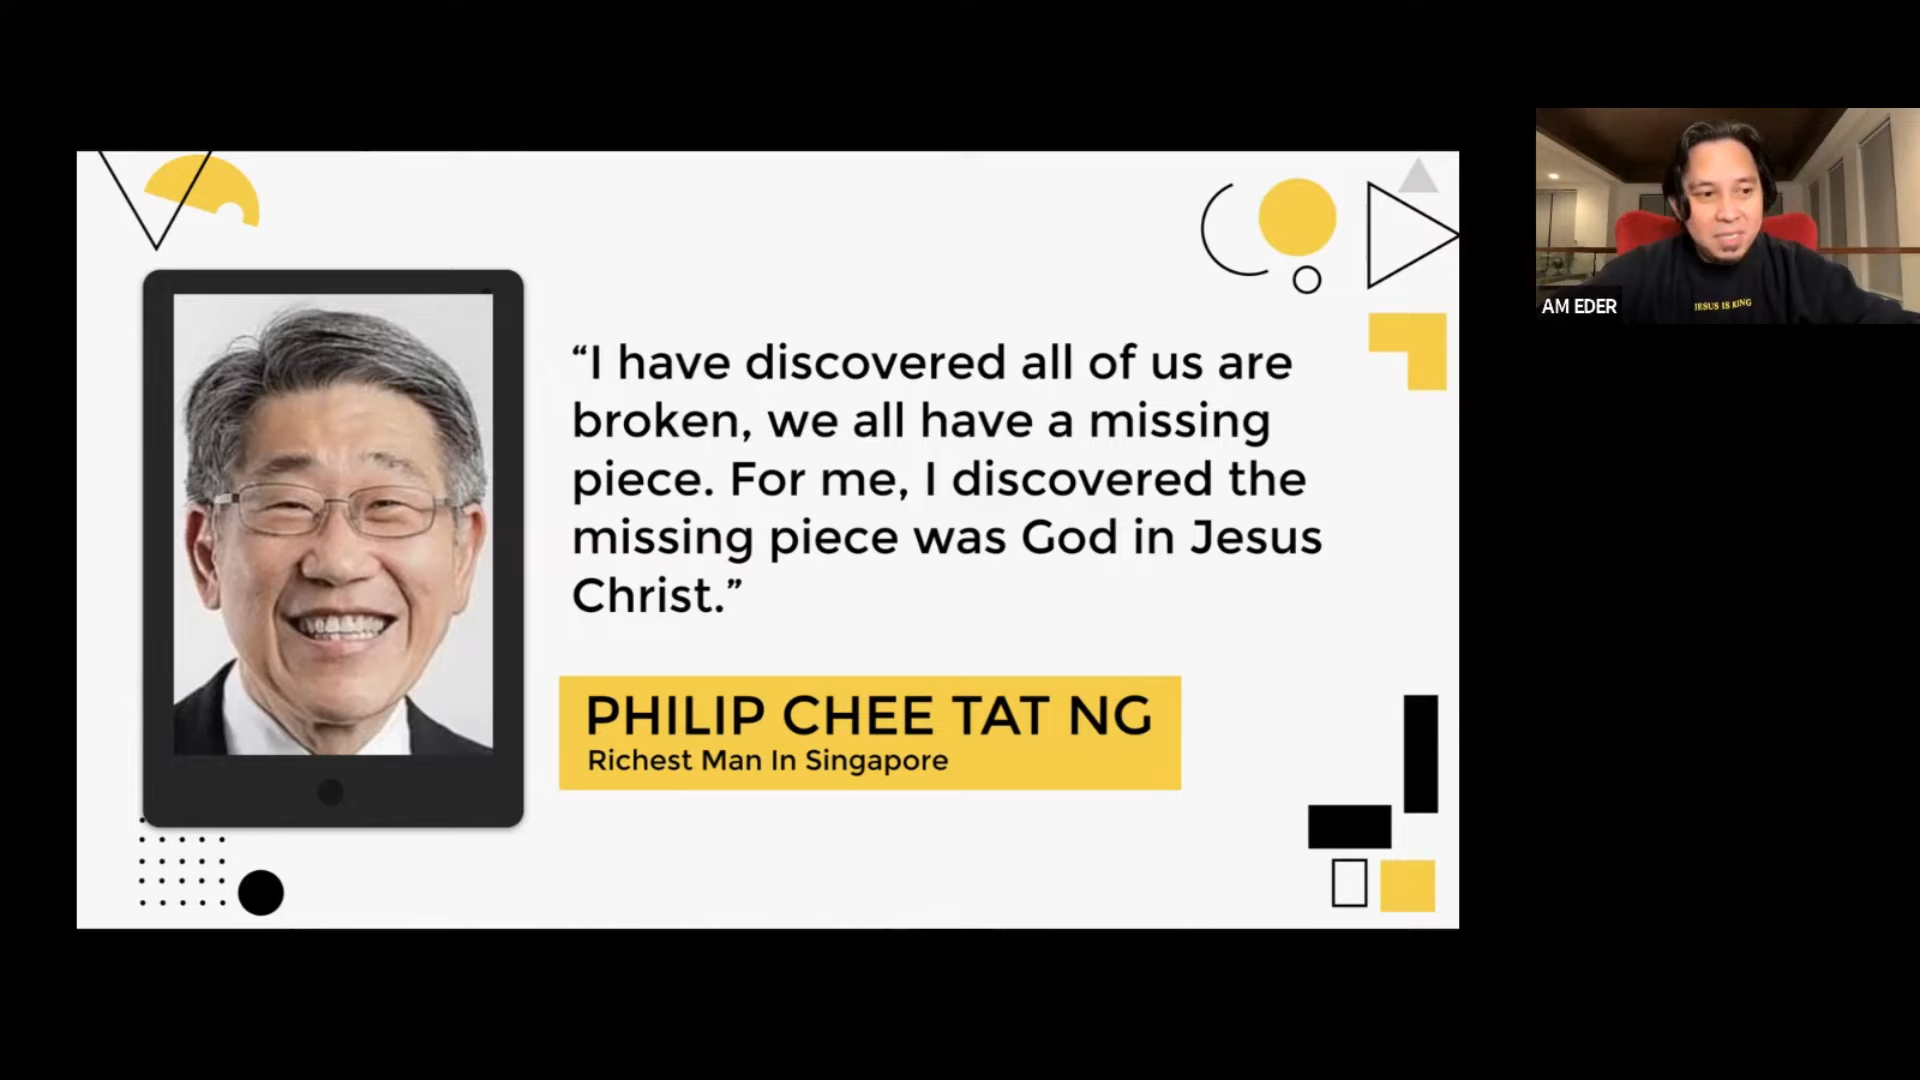 “I have discovered all of us are
broken, we all have a missing
piece. For me, I discovered the
missing piece was God in Jesus
Christ.”
PHILIP CHEE TAT NG
Richest Man In Singapore
JESUS IS KING
AM EDER